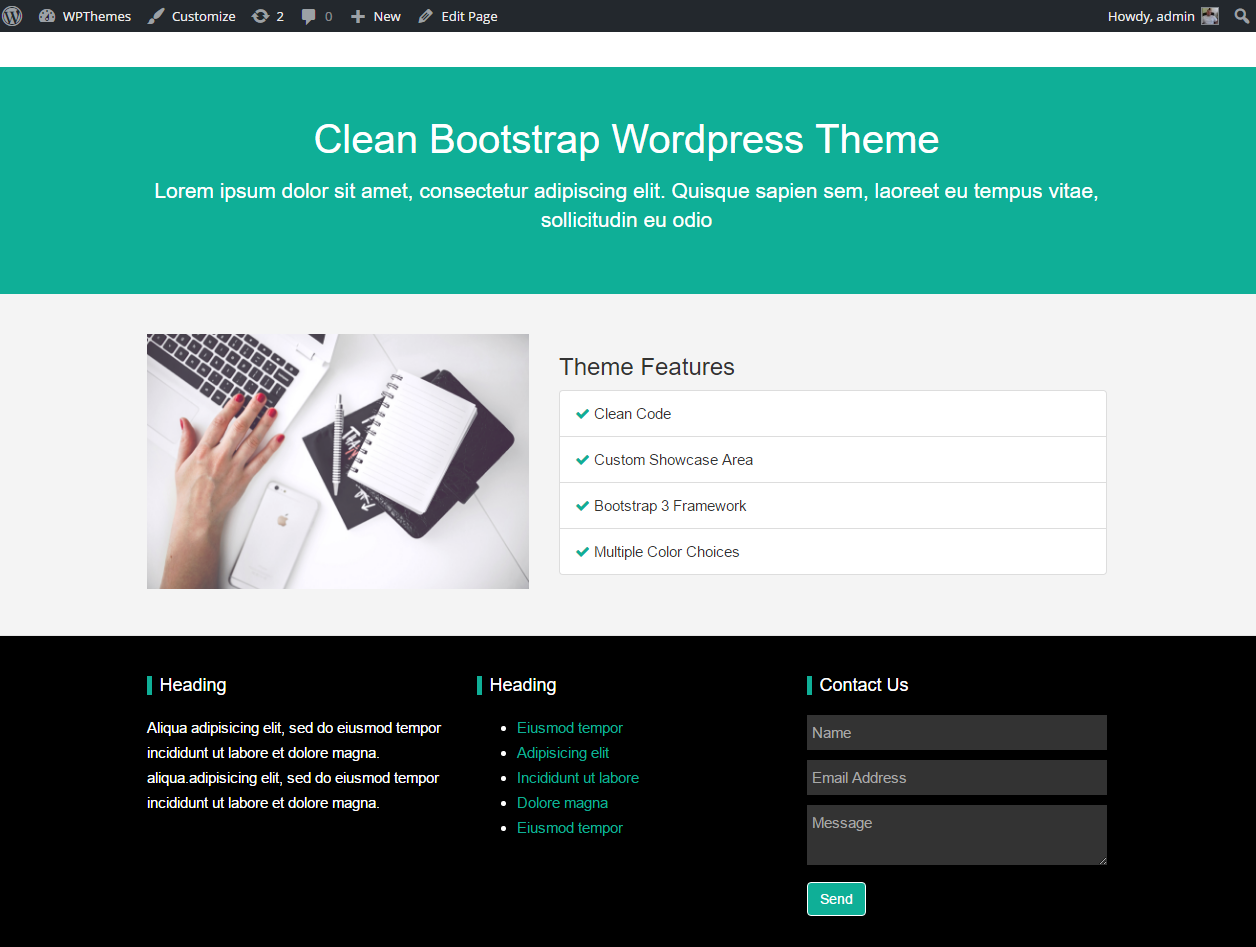 WPThemes Customize 2 0 New Edit Page Howdy, admin
Clean Bootstrap Wordpress Theme
Lorem ipsum dolor sit amet, consectetur adipiscing elit. Quisque sapien sem, laoreet eu tempus vitae,
sollicitudin eu odio
Theme Features
Clean Code
Custom Showcase Area
Bootstrap 3 Framework
Multiple Color Choices
Heading
Aliqua adipisicing elit, sed do eiusmod tempor
incididunt ut labore et dolore magna.
aliqua.adipisicing elit, sed do eiusmod tempor
incididunt ut labore et dolore magna.
Heading
Eiusmod tempor
Adipisicing elit
Incididunt ut labore
Dolore magna
Eiusmod tempor
Contact Us
Name
Email Address
Message
Send